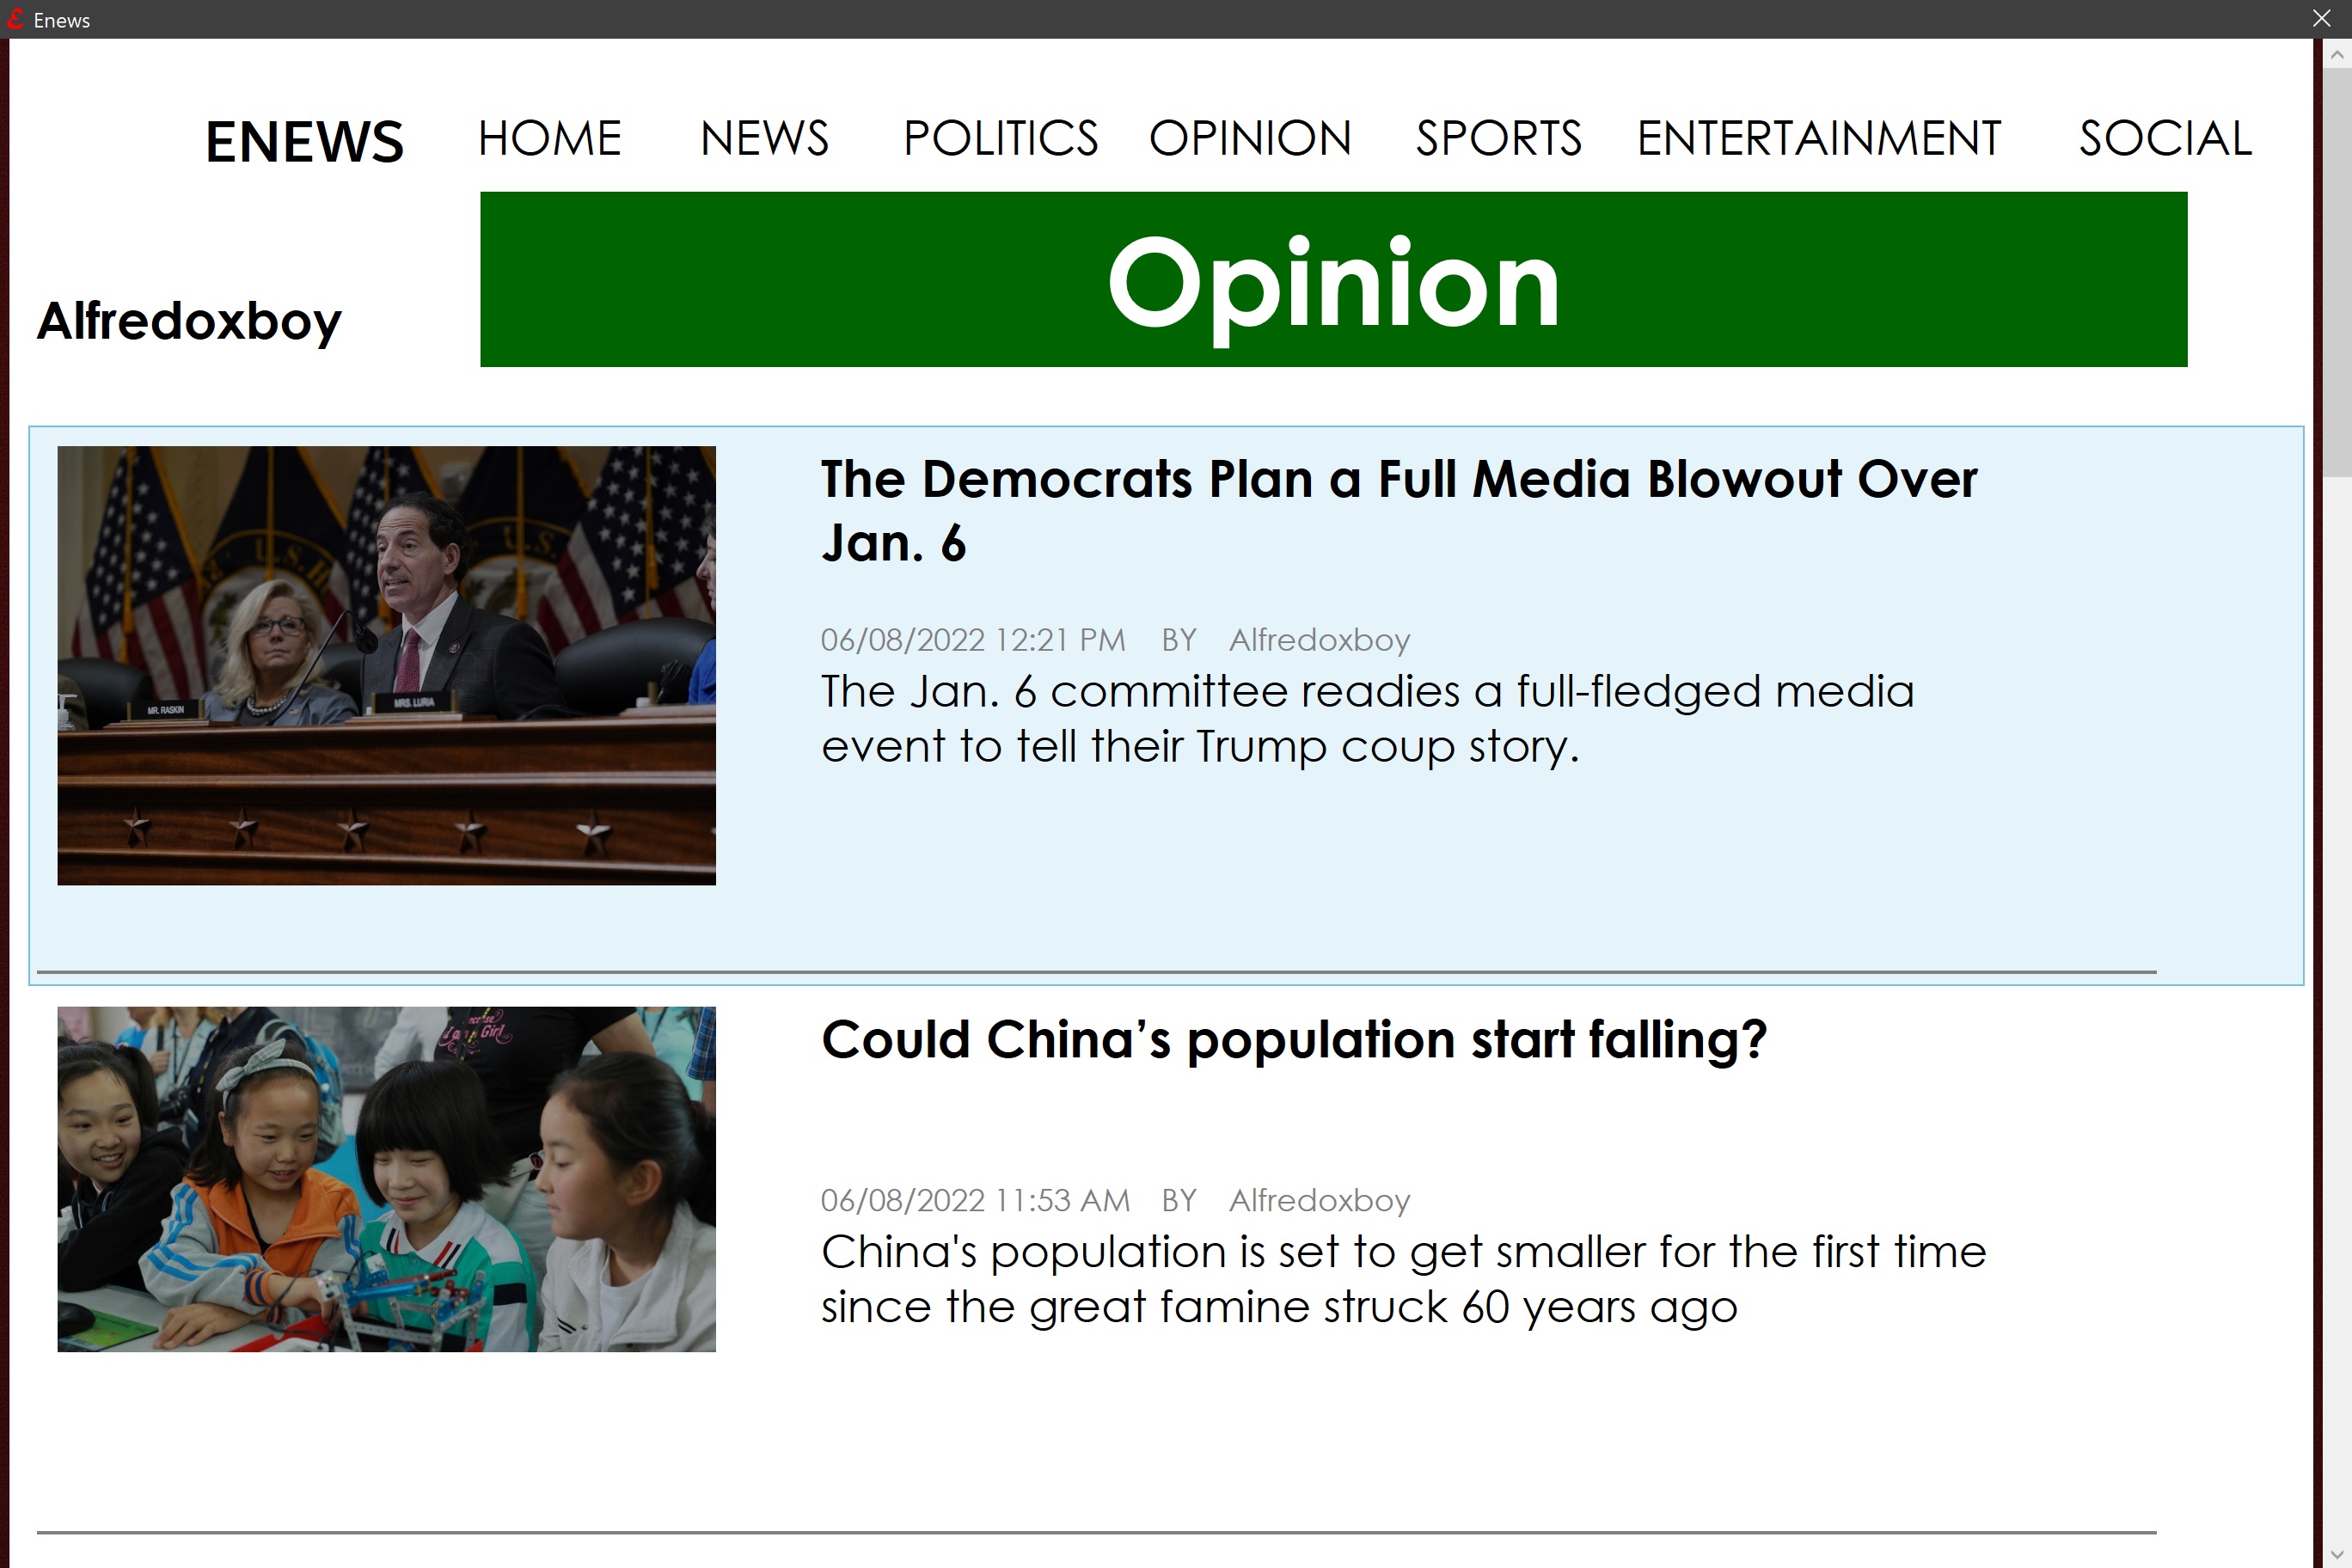 Enews
ENEWS HOME NEWS POLITICS OPINION SPORTS ENTERTAINMENT SOCIAL
Opinion
Alfredoxboy
The Democrats Plan a Full Media Blowout Over
Jan. 6
06/08/2022 12:21 PM BY Alfredoxboy
The Jan. 6 committee readies a full-fledged media
event to tell their Trump coup story.
U.S. H
U.S.
MR. RASKIN
MRS. LURIA
Could China’s population start falling?
06/08/2022 11:53 AM BY Alfredoxboy
China's population is set to get smaller for the first time
since the great famine struck 60 years ago
Girl